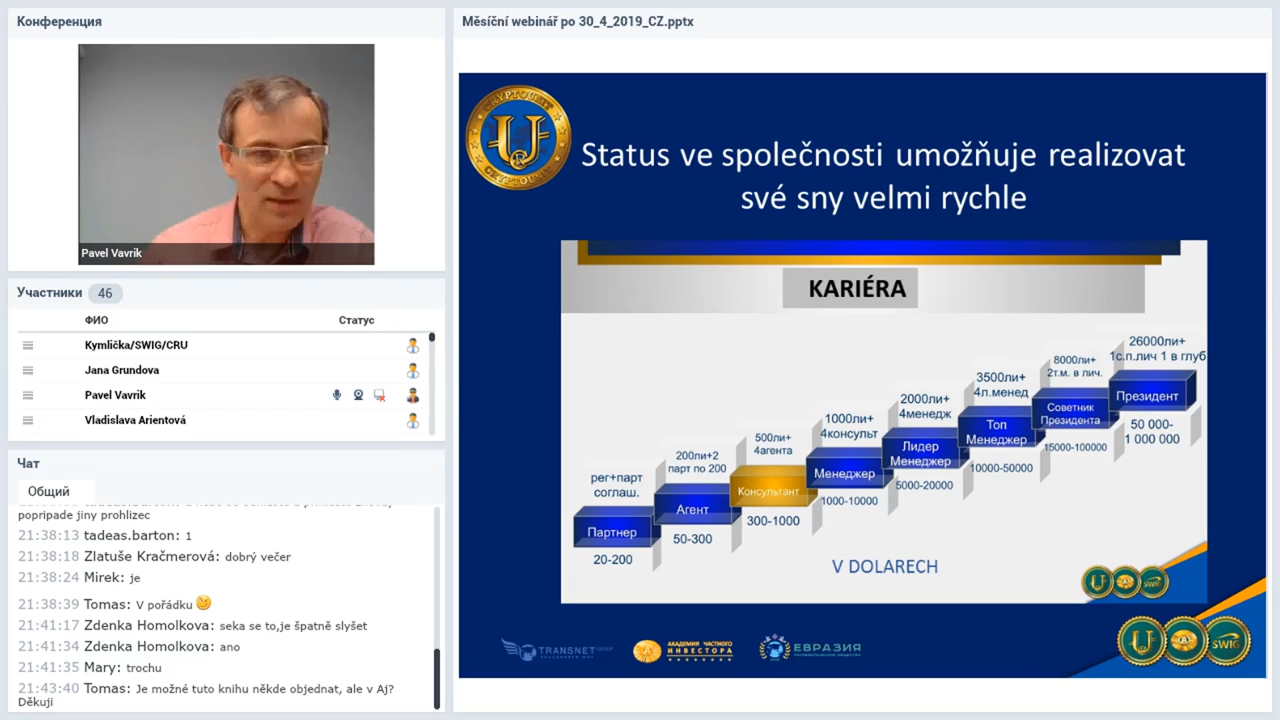 Конференция
Pavel Vavrik
Участники 46
ФИО Статус
Kymlička/SWIG/CRU
Jana Grundova
Pavel Vavrik
Vladislava Arientová
Чат
Общий
popripade jiny prohlizec
21:38:13 tadeas.barton: 1
21:38:18 Zlatuše Kračmerová: dobrý večer
21:38:24 Mirek: je
21:38:39 Tomas: V pořádku
21:41:17 Zdenka Homolkova: seka se to,je špatně slyšet
21:41:34 Zdenka Homolkova: ano
21:41:35 Mary: trochu
21:43:40 Tomas: Je možné tuto knihu někde objednat, ale v Aj?
Děkuji
Měsíční webinář po 30_4_2019_CZ.pptx
CRYPTOUNIT
CRYPTOUNIT
Status ve společnosti umožňuje realizovat
své sny velmi rychle
KARIÉRA
рег+парт
соглаш.
Партнер
20-200
200ли+2
парт по 200
Агент
50-300
500ли+
4агента
Консультант
300-1000
1000ли+
4консульт
Менеджер
1000-10000
2000ли+
4менедж
Лидер
Менеджер
5000-20000
3500ли+
4л.менед
Топ
Менеджер
10000-50000
8000ли+
2т.м. в лич.
Советник
Президента
15000-100000
26000ли+
1с.п.лич 1 в глуб
Президент
50 000-
1 000 000
V DOLARECH
SWIG
TRANSNET
АКАДЕМИЯ ЧАСТНОГО
ИНВЕСТОРА
ЕВРАЗИЯ
SWIG